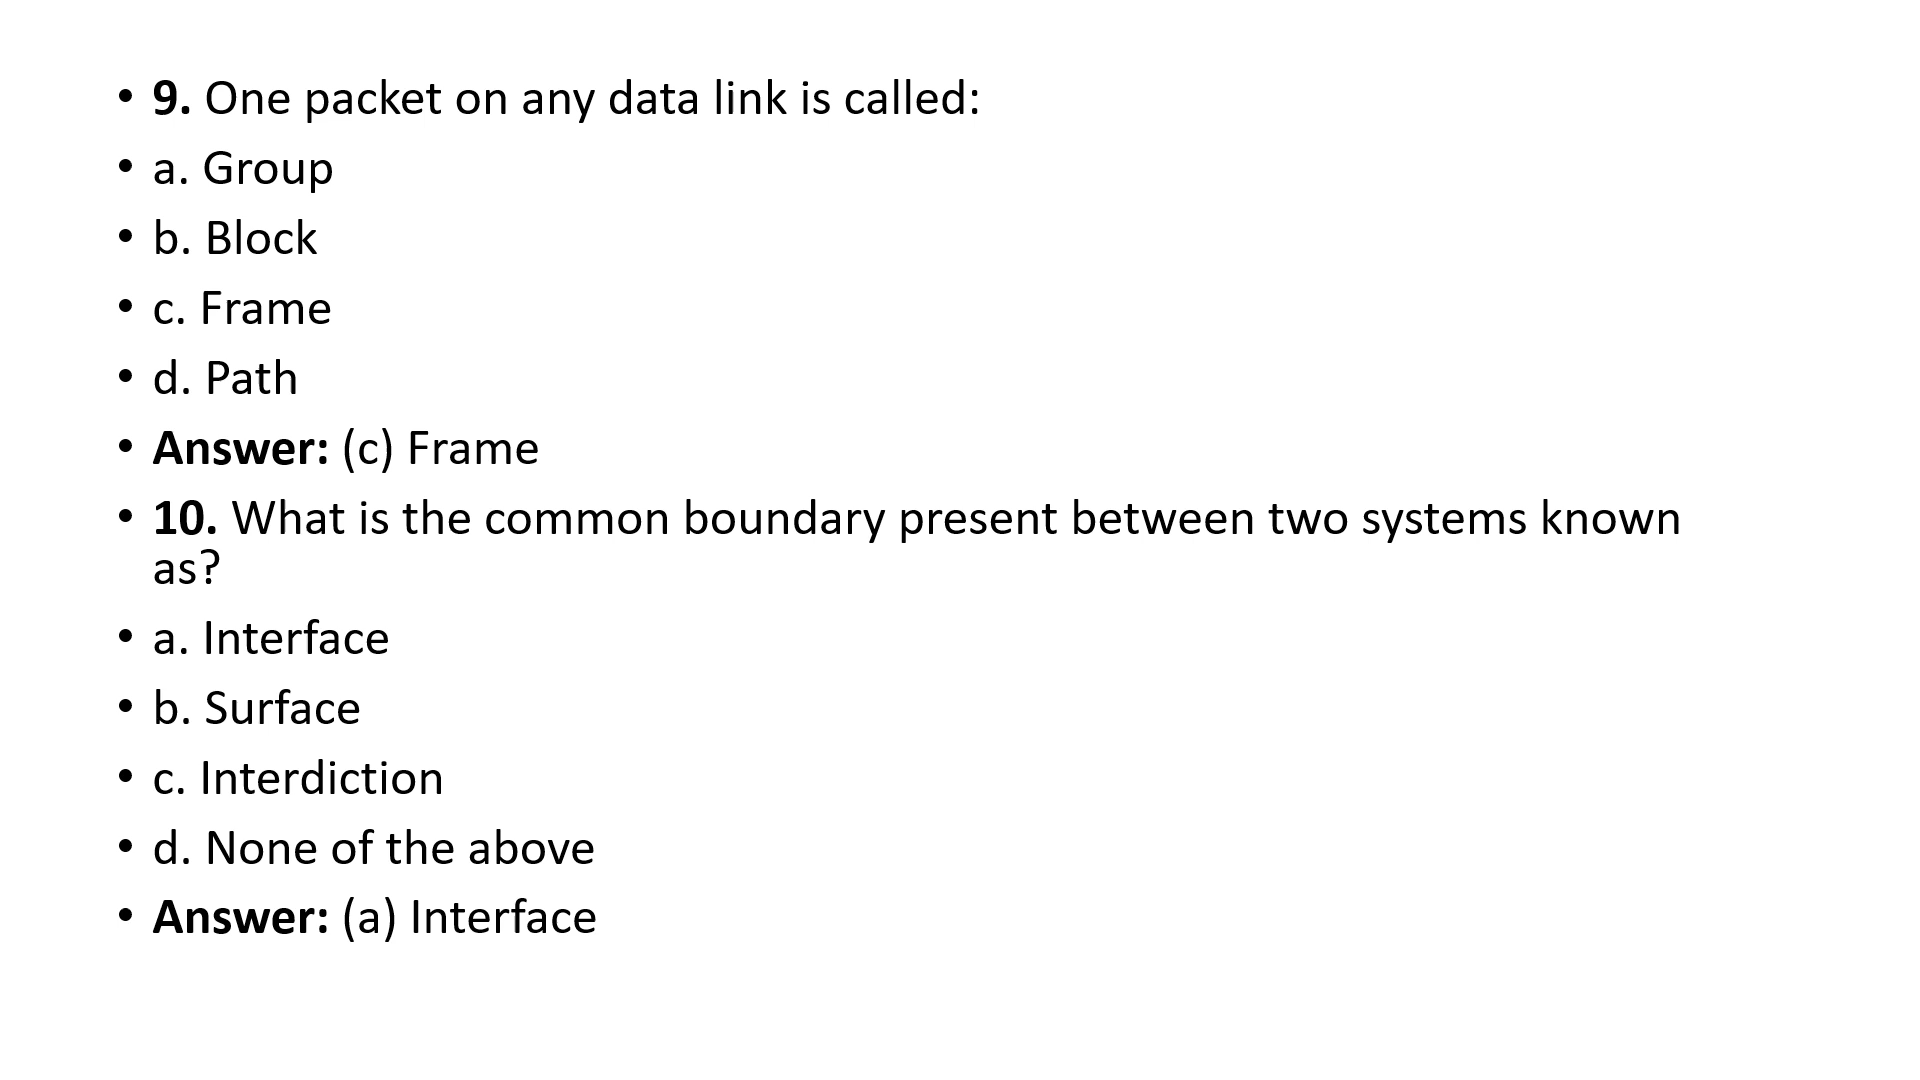 • 9. One packet on any data link is called:
• a. Group
• b. Block
• c. Frame
• d. Path
• Answer: (c) Frame
• 10. What is the common boundary present between two systems known
as?
• a. Interface
• b. Surface
• c. Interdiction
• d. None of the above
• Answer: (a) Interface